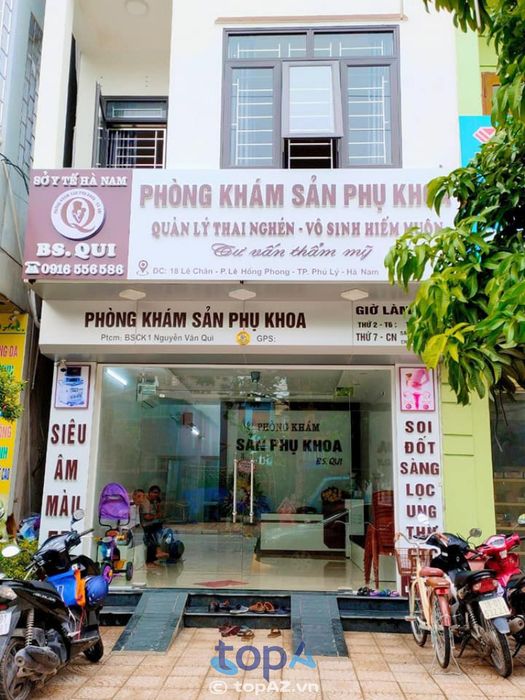 SỞ Y TẾ HÀ NAM
BS. QUI
☎0916 556586
PHÒNG KHÁM SẢN PHỤ KHOA
QUẢN LÝ THAI NGHÉN - VÔ SINH HIẾM MUỘN
Tư vấn thẩm mỹ
ĐC: 18 Lê Chân - P.Lê Hồng Phong - TP. Phủ Lý - Hà Nam
PHÒNG KHÁM SẢN PHỤ KHOA
Ptcm: BSCK1 Nguyễn Văn Qui
GPS:
GIỜ LÀM
THỨ 2 - T6 :
THỨ 7 - CN
PHÒNG KHÁM
SẢN PHỤ KHOA
BS. QUI
SIÊU
ÂM
MÀU
SOI
ĐỐT
SÀNG
LỌC
UNG
THƯ
topA
© topAZ.vn